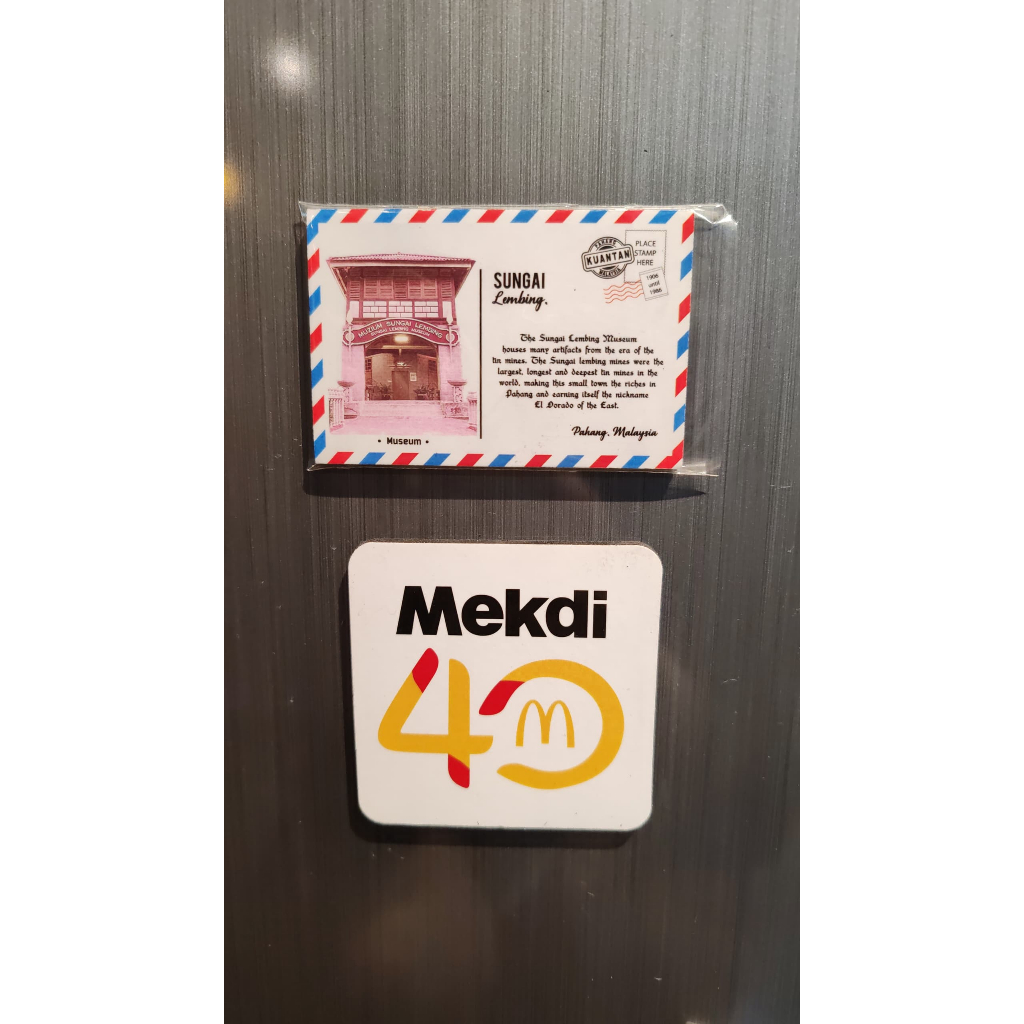 PAHANG
KUANTAN
MALAYSIA
PLACE
STAMP
HERE
1906
until
1986
SUNGAI
Lembing.
MUZIUM SUNGAI LEMBING
SUNGAI LEMBING MUSEUM
The Sungai Lembing Museum
houses many artifacts from the era of the
tin mines. The Sungai lembing mines were the
largest, longest and deepest tin mines in the
world, making this small town the riches in
Pahang and earning itself the nickname
El Dorado of the East.
Pahang, Malaysia
• Museum •
Mekdi
40
M